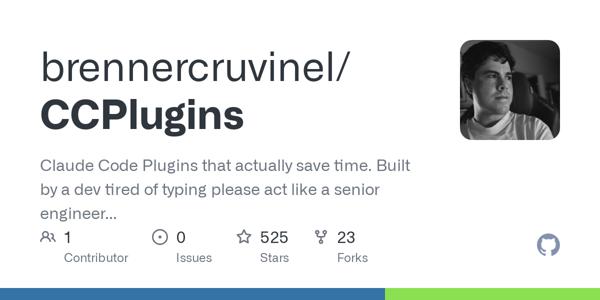 brennercruvinel/
CCPlugins
Claude Code Plugins that actually save time. Built
by a dev tired of typing please act like a senior
engineer...
1 0 525 23
Contributor Issues Stars Forks